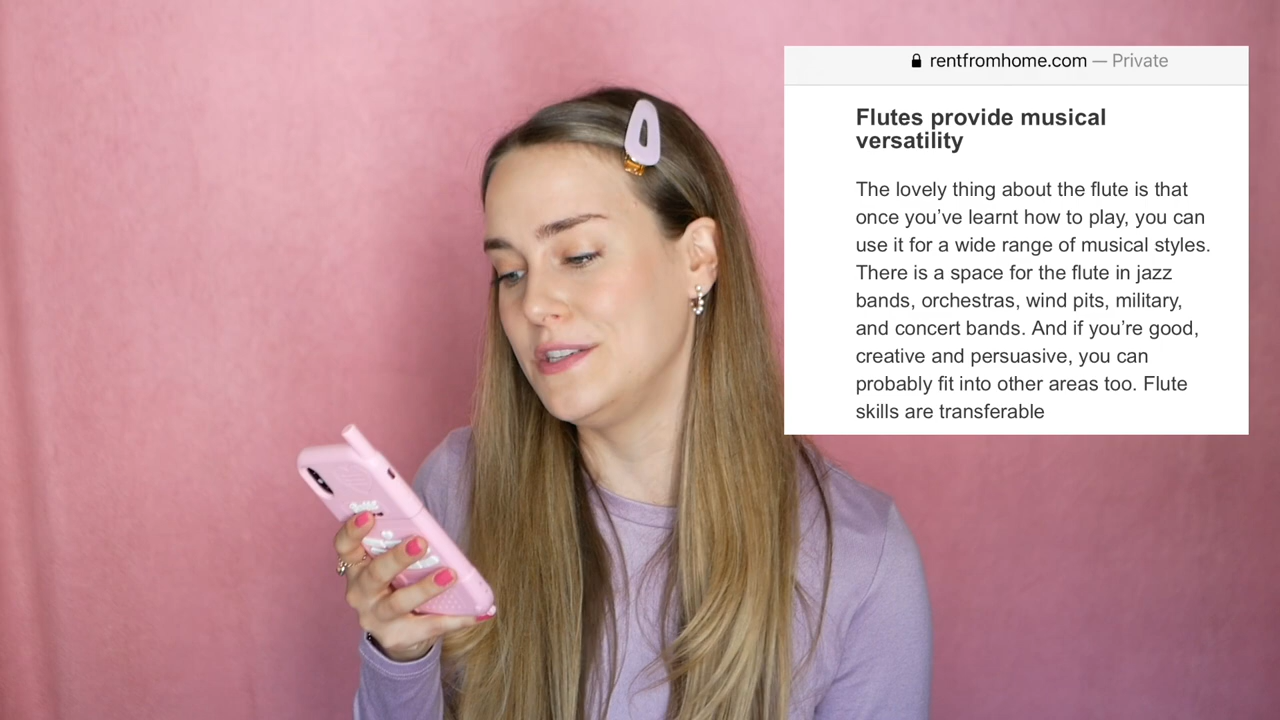 rentfromhome.com — Private
Flutes provide musical
versatility
The lovely thing about the flute is that
once you’ve learnt how to play, you can
use it for a wide range of musical styles.
There is a space for the flute in jazz
bands, orchestras, wind pits, military,
and concert bands. And if you’re good,
creative and persuasive, you can
probably fit into other areas too. Flute
skills are transferable